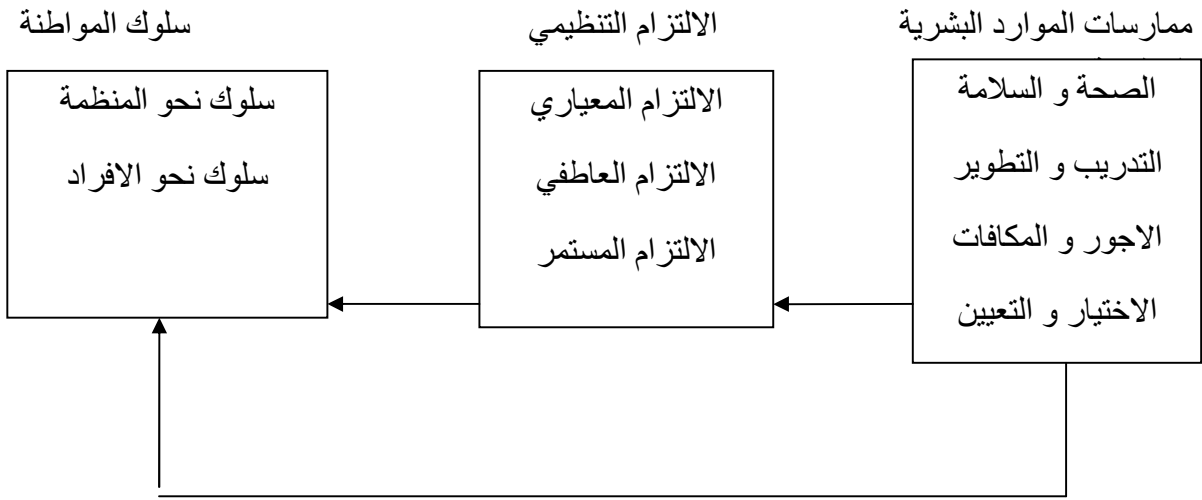 ممارسات الموارد البشرية
الالتزام التنظيمي
سلوك المواطنة
الصحة و السلامة
التدريب و التطوير
الاجور و المكافات
الاختيار و التعيين
الالتزام المعياري
الالتزام العاطفي
الالتزام المستمر
سلوك نحو المنظمة
سلوك نحو الافراد